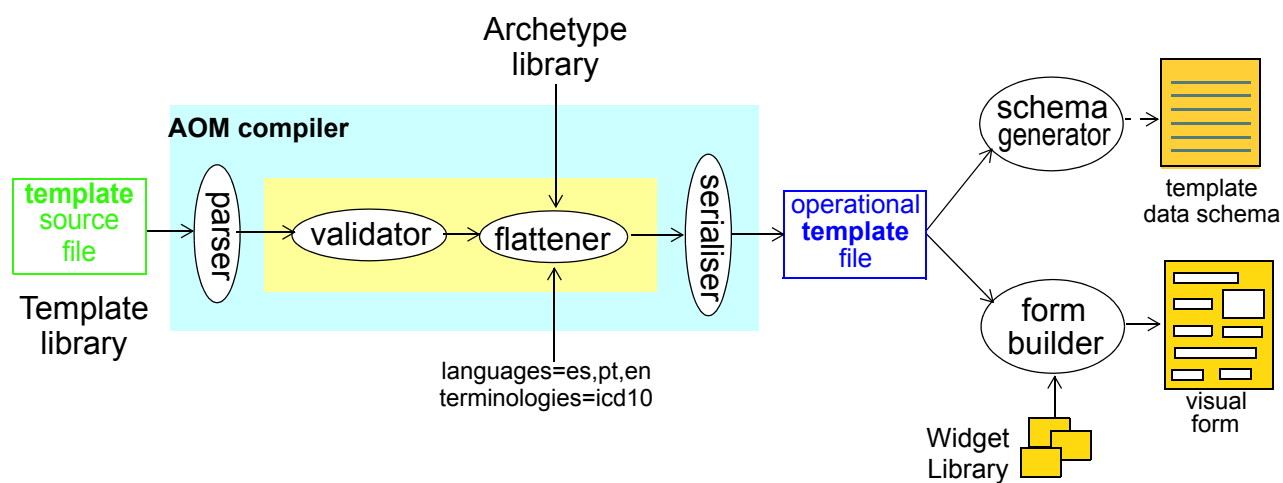 Archetype
library
AOM compiler
template
source
file
Template
library
parser
validator
flattener
serialiser
languages=es,pt,en
terminologies=icd10
operational
template
file
schema
generator
template
data schema
form
builder
visual
form
Widget
Library